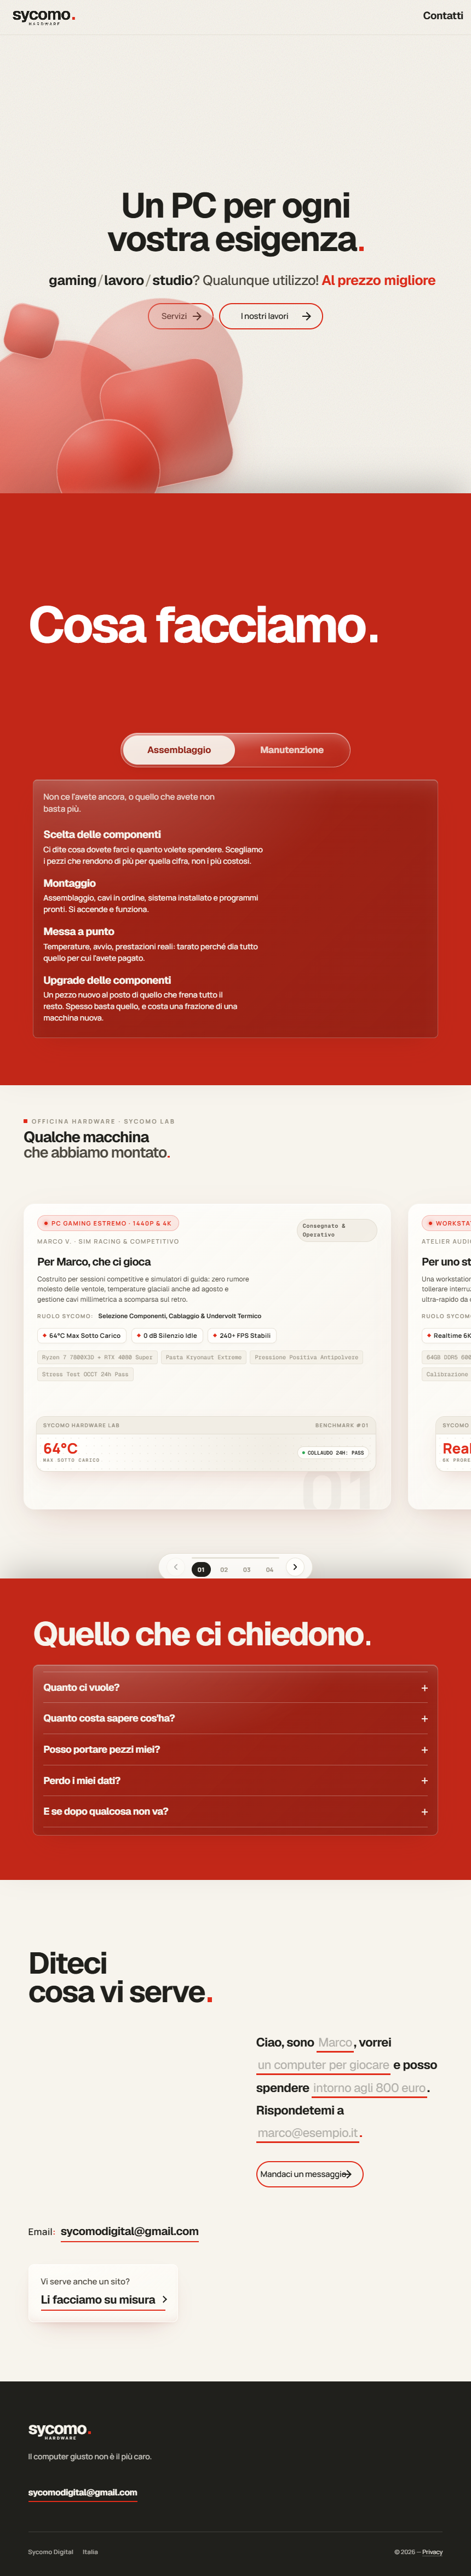 sycomo.
HARDWARE
Contatti
Un PC per ogni
vostra esigenza.
gaming/lavoro/studio? Qualunque utilizzo! Al prezzo migliore
Servizi
I nostri lavori
Cosa facciamo.
Assemblaggio
Manutenzione
Non ce l'avete ancora, o quello che avete non
basta più.
Scelta delle componenti
Ci dite cosa dovete farci e quanto volete spendere. Scegliamo
i pezzi che rendono di più per quella cifra, non i più costosi.
Montaggio
Assemblaggio, cavi in ordine, sistema installato e programmi
pronti. Si accende e funziona.
Messa a punto
Temperature, avvio, prestazioni reali: tarato perché dia tutto
quello per cui l'avete pagato.
Upgrade delle componenti
Un pezzo nuovo al posto di quello che frena tutto il
resto. Spesso basta quello, e costa una frazione di una
macchina nuova.
OFFICINA HARDWARE · SYCOMO LAB
Qualche macchina
che abbiamo montato.
PC GAMING ESTREMO · 1440P & 4K
Consegnato &
Operativo
MARCO V. · SIM RACING & COMPETITIVO
Per Marco, che ci gioca
Costruito per sessioni competitive e simulatori di guida: zero rumore
molesto delle ventole, temperature sempre sotto controllo e
gestione cavi millimetrica a scomparsa sul retro.
RUOLO SYCOMO: Selezione Componenti, Cablaggio & Undervolt Termico
64°C Max Sotto Carico
0 dB Silenzio Idle
240+ FPS Stabili
Ryzen 7 7800X3D + RTX 4080 Super
Pasta Kryonaut Extreme
Pressione Positiva Antipolvere
Stress Test OCCT 24h Pass
SYCOMO HARDWARE LAB
BENCHMARK #01
64°C
MAX SOTTO CARICO
COLLAUDO 24H: PASS
01
WORKSTA
ATELIER AUDIO
Per uno st
Una workstation
tollerare interru
ultra-rapido da
RUOLO SYCOMO
Realtime 6K
64GB DDR5 600
Calibrazione
SYCOMO
Real
6K PRORE
01
02
03
04
Quello che ci chiedono.
Quanto ci vuole?
Quanto costa sapere cos'ha?
Posso portare pezzi miei?
Perdo i miei dati?
E se dopo qualcosa non va?
Diteci
cosa vi serve.
Ciao, sono Marco, vorrei
un computer per giocare e posso
spendere intorno agli 800 euro.
Rispondetemi a
marco@esempio.it.
Mandaci un messaggio
Email: sycomodigital@gmail.com
Vi serve anche un sito?
Li facciamo su misura
sycomo.
HARDWARE
Il computer giusto non è il più caro.
sycomodigital@gmail.com
Sycomo Digital
Italia
© 2026 – Privacy